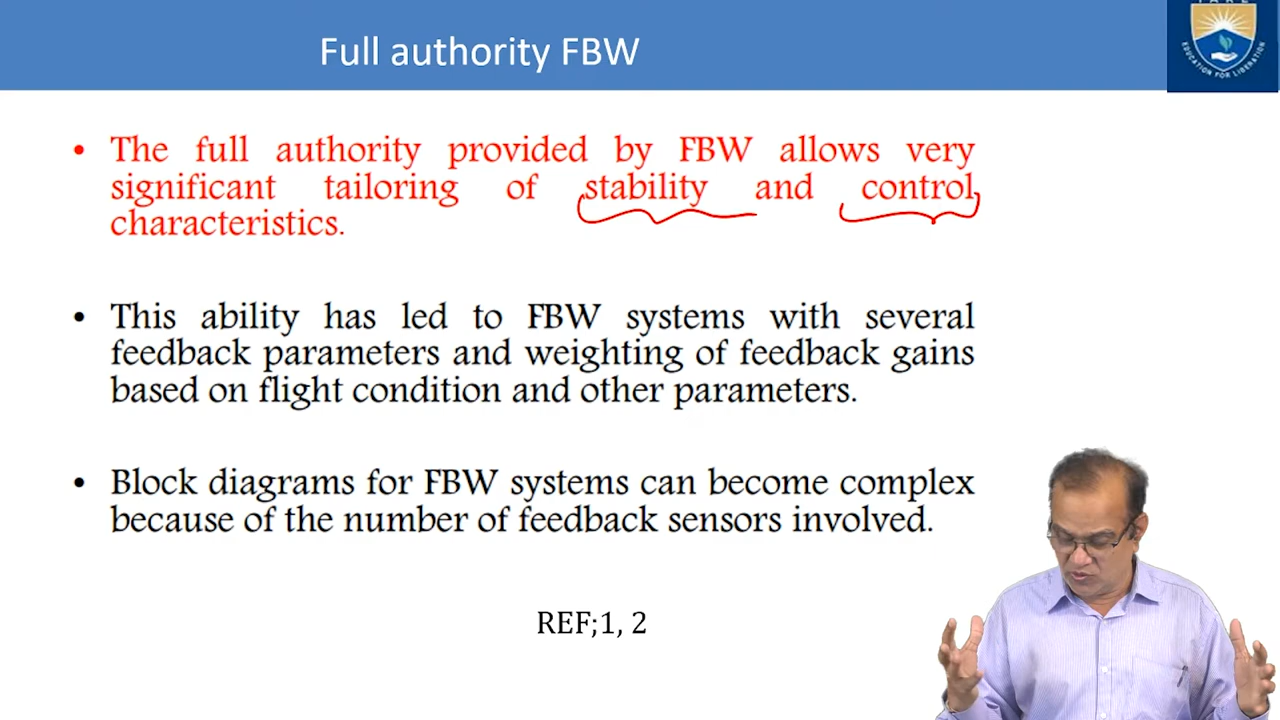 Full authority FBW
EDUCATION FOR LIBERATION
• The full authority provided by FBW allows very
significant tailoring of stability and control
characteristics.
• This ability has led to FBW systems with several
feedback parameters and weighting of feedback gains
based on flight condition and other parameters.
• Block diagrams for FBW systems can become complex
because of the number of feedback sensors involved.
REF;1, 2